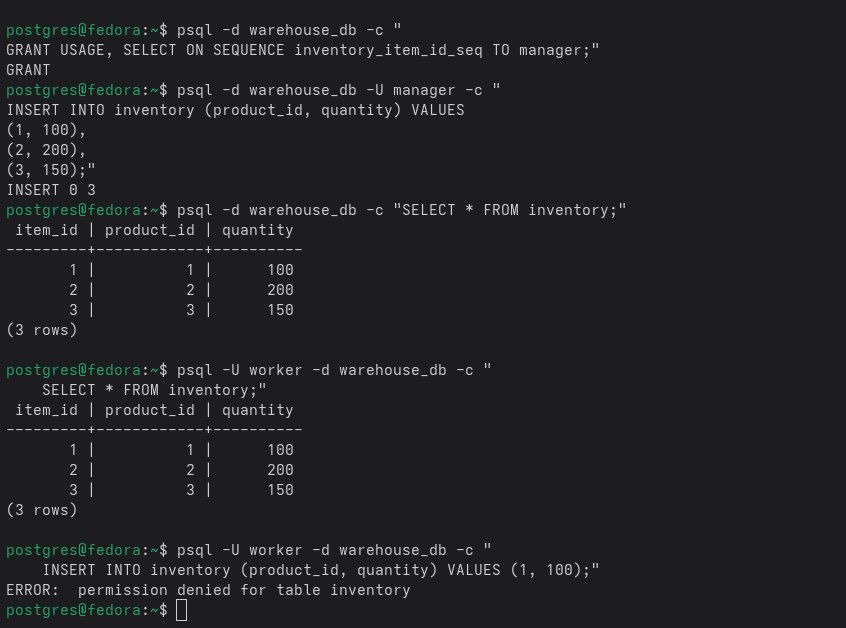 postgres@fedora:~$ psql -d warehouse_db -c "
GRANT USAGE, SELECT ON SEQUENCE inventory_item_id_seq TO manager;"
GRANT
postgres@fedora:~$ psql -d warehouse_db -U manager -c "
INSERT INTO inventory (product_id, quantity) VALUES
(1, 100),
(2, 200),
(3, 150);"
INSERT 0 3
postgres@fedora:~$ psql -d warehouse_db -c "SELECT * FROM inventory;"
 item_id | product_id | quantity
---------+------------+----------
       1 |          1 |      100
       2 |          2 |      200
       3 |          3 |      150
(3 rows)

postgres@fedora:~$ psql -U worker -d warehouse_db -c "
    SELECT * FROM inventory;"
 item_id | product_id | quantity
---------+------------+----------
       1 |          1 |      100
       2 |          2 |      200
       3 |          3 |      150
(3 rows)

postgres@fedora:~$ psql -U worker -d warehouse_db -c "
    INSERT INTO inventory (product_id, quantity) VALUES (1, 100);"
ERROR:  permission denied for table inventory
postgres@fedora:~$